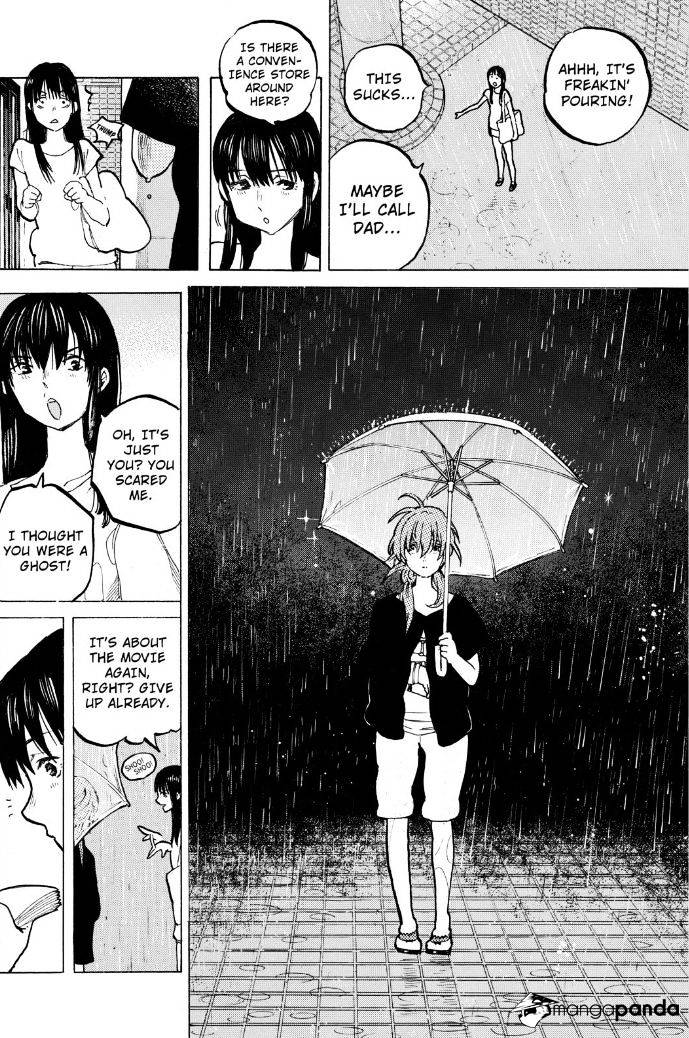 AHHH, IT'S
FREAKIN'
POURING!
THIS
SUCKS...
MAYBE
I'LL CALL
DAD...
IS THERE
A CONVEN-
IENCE STORE
AROUND
HERE?
THUMP
OH, IT'S
JUST
YOU? YOU
SCARED
ME.
I THOUGHT
YOU WERE A
GHOST!
IT'S ABOUT
THE MOVIE
AGAIN,
RIGHT? GIVE
UP ALREADY.
SHOO!
SHOO!
mangapanda